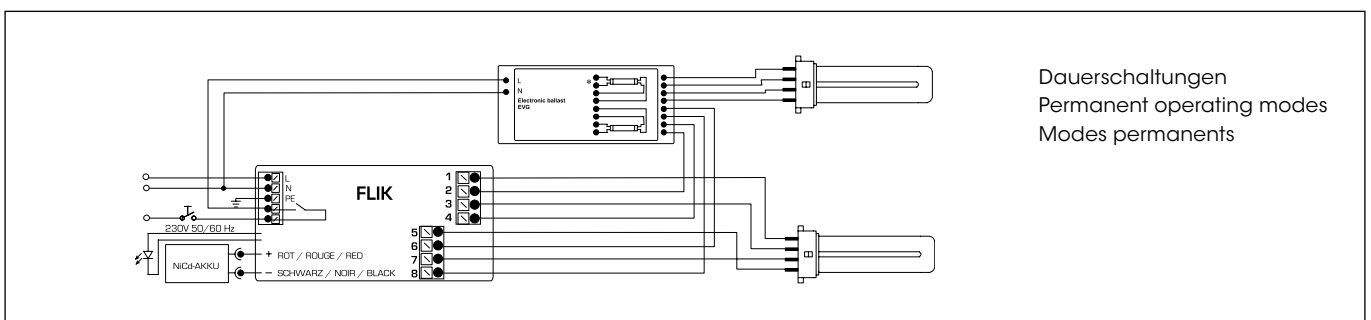 Dauerschaltungen
Permanent operating modes
Modes permanents
L
N
Electronic ballast
EVG
*
L
N
PE
FLIK
1
2
3
4
5
6
7
8
T
230V 50/60 Hz
NiCd-AKKU
+ ROT / ROUGE / RED
– SCHWARZ / NOIR / BLACK